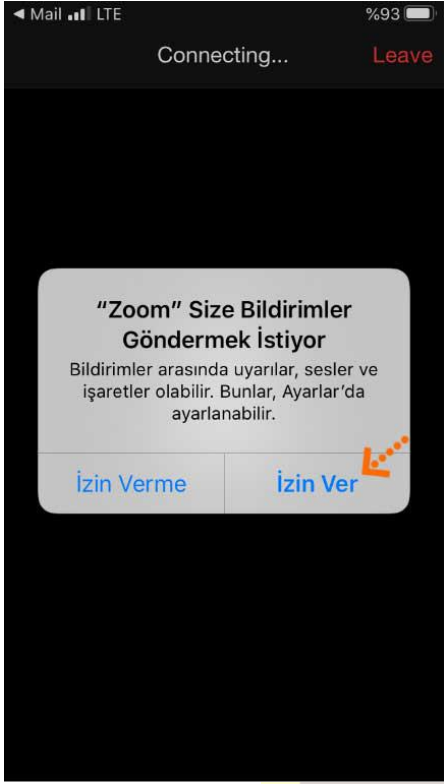 Mail LTE %93
Connecting... Leave
“Zoom” Size Bildirimler
Göndermek İstiyor
Bildirimler arasında uyarılar, sesler ve
işaretler olabilir. Bunlar, Ayarlar’da
ayarlanabilir.
İzin Verme İzin Ver